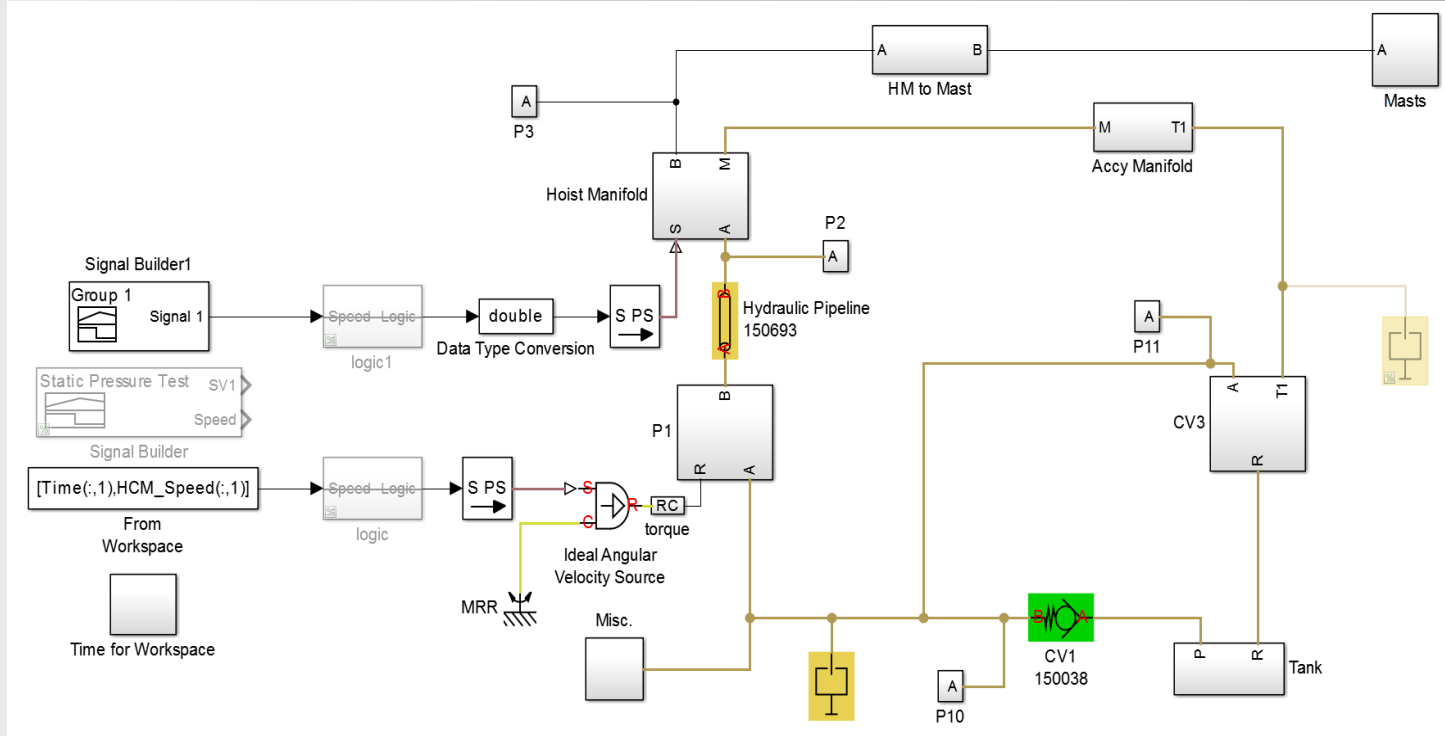 A
B
HM to Mast
A
Masts
A
P3
M
T1
Accy Manifold
B
M
Hoist Manifold
S
A
P2
A
Signal Builder1
Group 1
Signal 1
Speed Logic
logic1
double
Data Type Conversion
S PS
B
A
Hydraulic Pipeline
150693
A
P11
Static Pressure Test
SV1
Speed
Signal Builder
B
P1
R
A
A
T1
CV3
R
[Time(:,1),HCM_Speed(:,1)]
From
Workspace
Speed Logic
logic
S PS
S
C
R
RC
torque
Ideal Angular
Velocity Source
MRR
Time for Workspace
Misc.
B
A
CV1
150038
A
P10
P
R
Tank